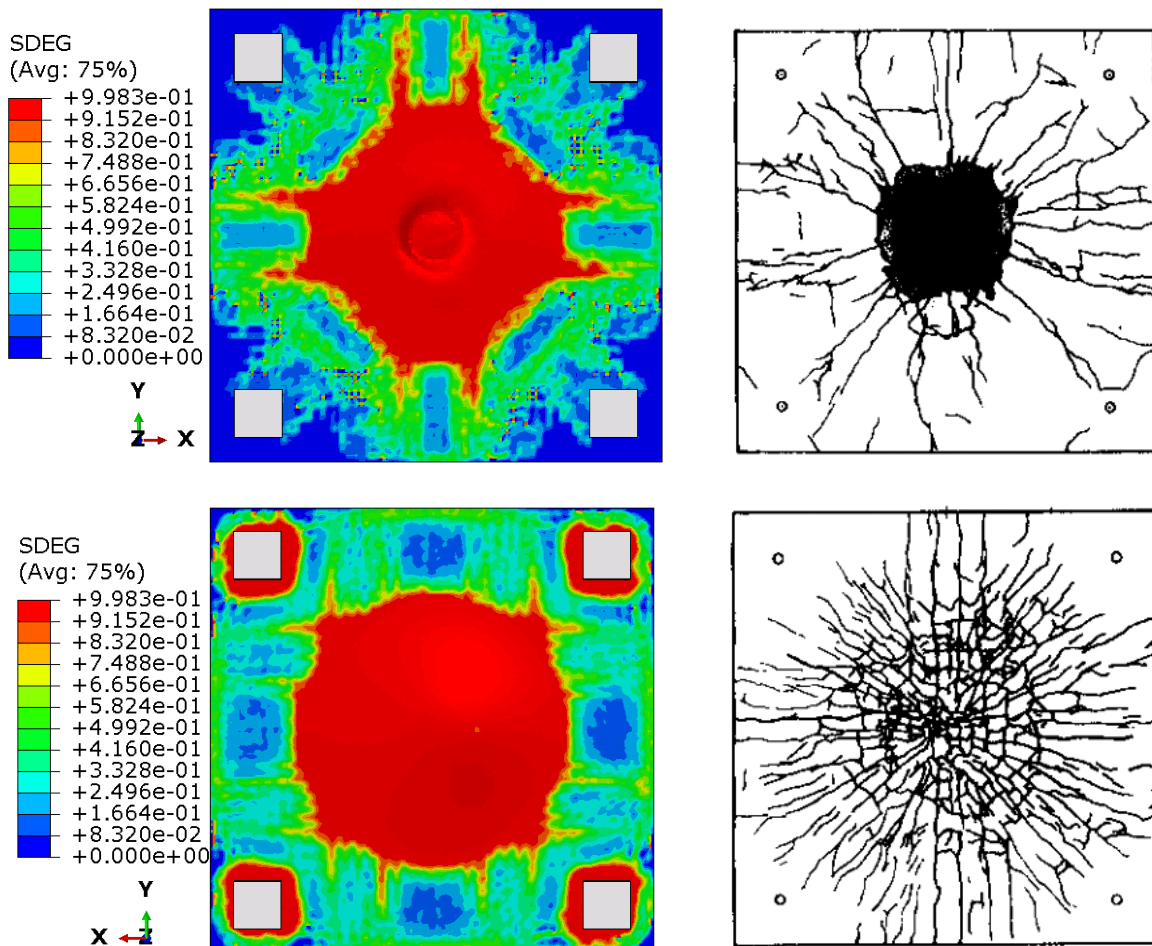 SDEG
(Avg: 75%)
+9.983e-01
+9.152e-01
+8.320e-01
+7.488e-01
+6.656e-01
+5.824e-01
+4.992e-01
+4.160e-01
+3.328e-01
+2.496e-01
+1.664e-01
+8.320e-02
+0.000e+00
Y
Z X
SDEG
(Avg: 75%)
+9.983e-01
+9.152e-01
+8.320e-01
+7.488e-01
+6.656e-01
+5.824e-01
+4.992e-01
+4.160e-01
+3.328e-01
+2.496e-01
+1.664e-01
+8.320e-02
+0.000e+00
Y
X Z